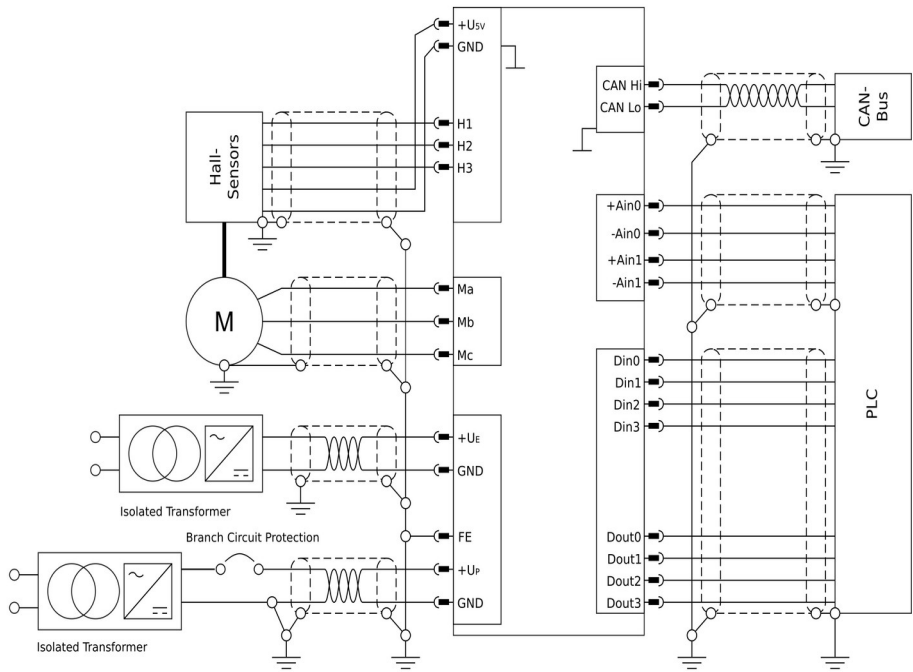 +U5V
GND
H1
H2
H3
Hall-
Sensors
M
Ma
Mb
Mc
+UE
GND
Isolated Transformer
Branch Circuit Protection
FE
+UP
GND
Isolated Transformer
CAN Hi
CAN Lo
CAN-
Bus
+Ain0
-Ain0
+Ain1
-Ain1
Din0
Din1
Din2
Din3
PLC
Dout0
Dout1
Dout2
Dout3